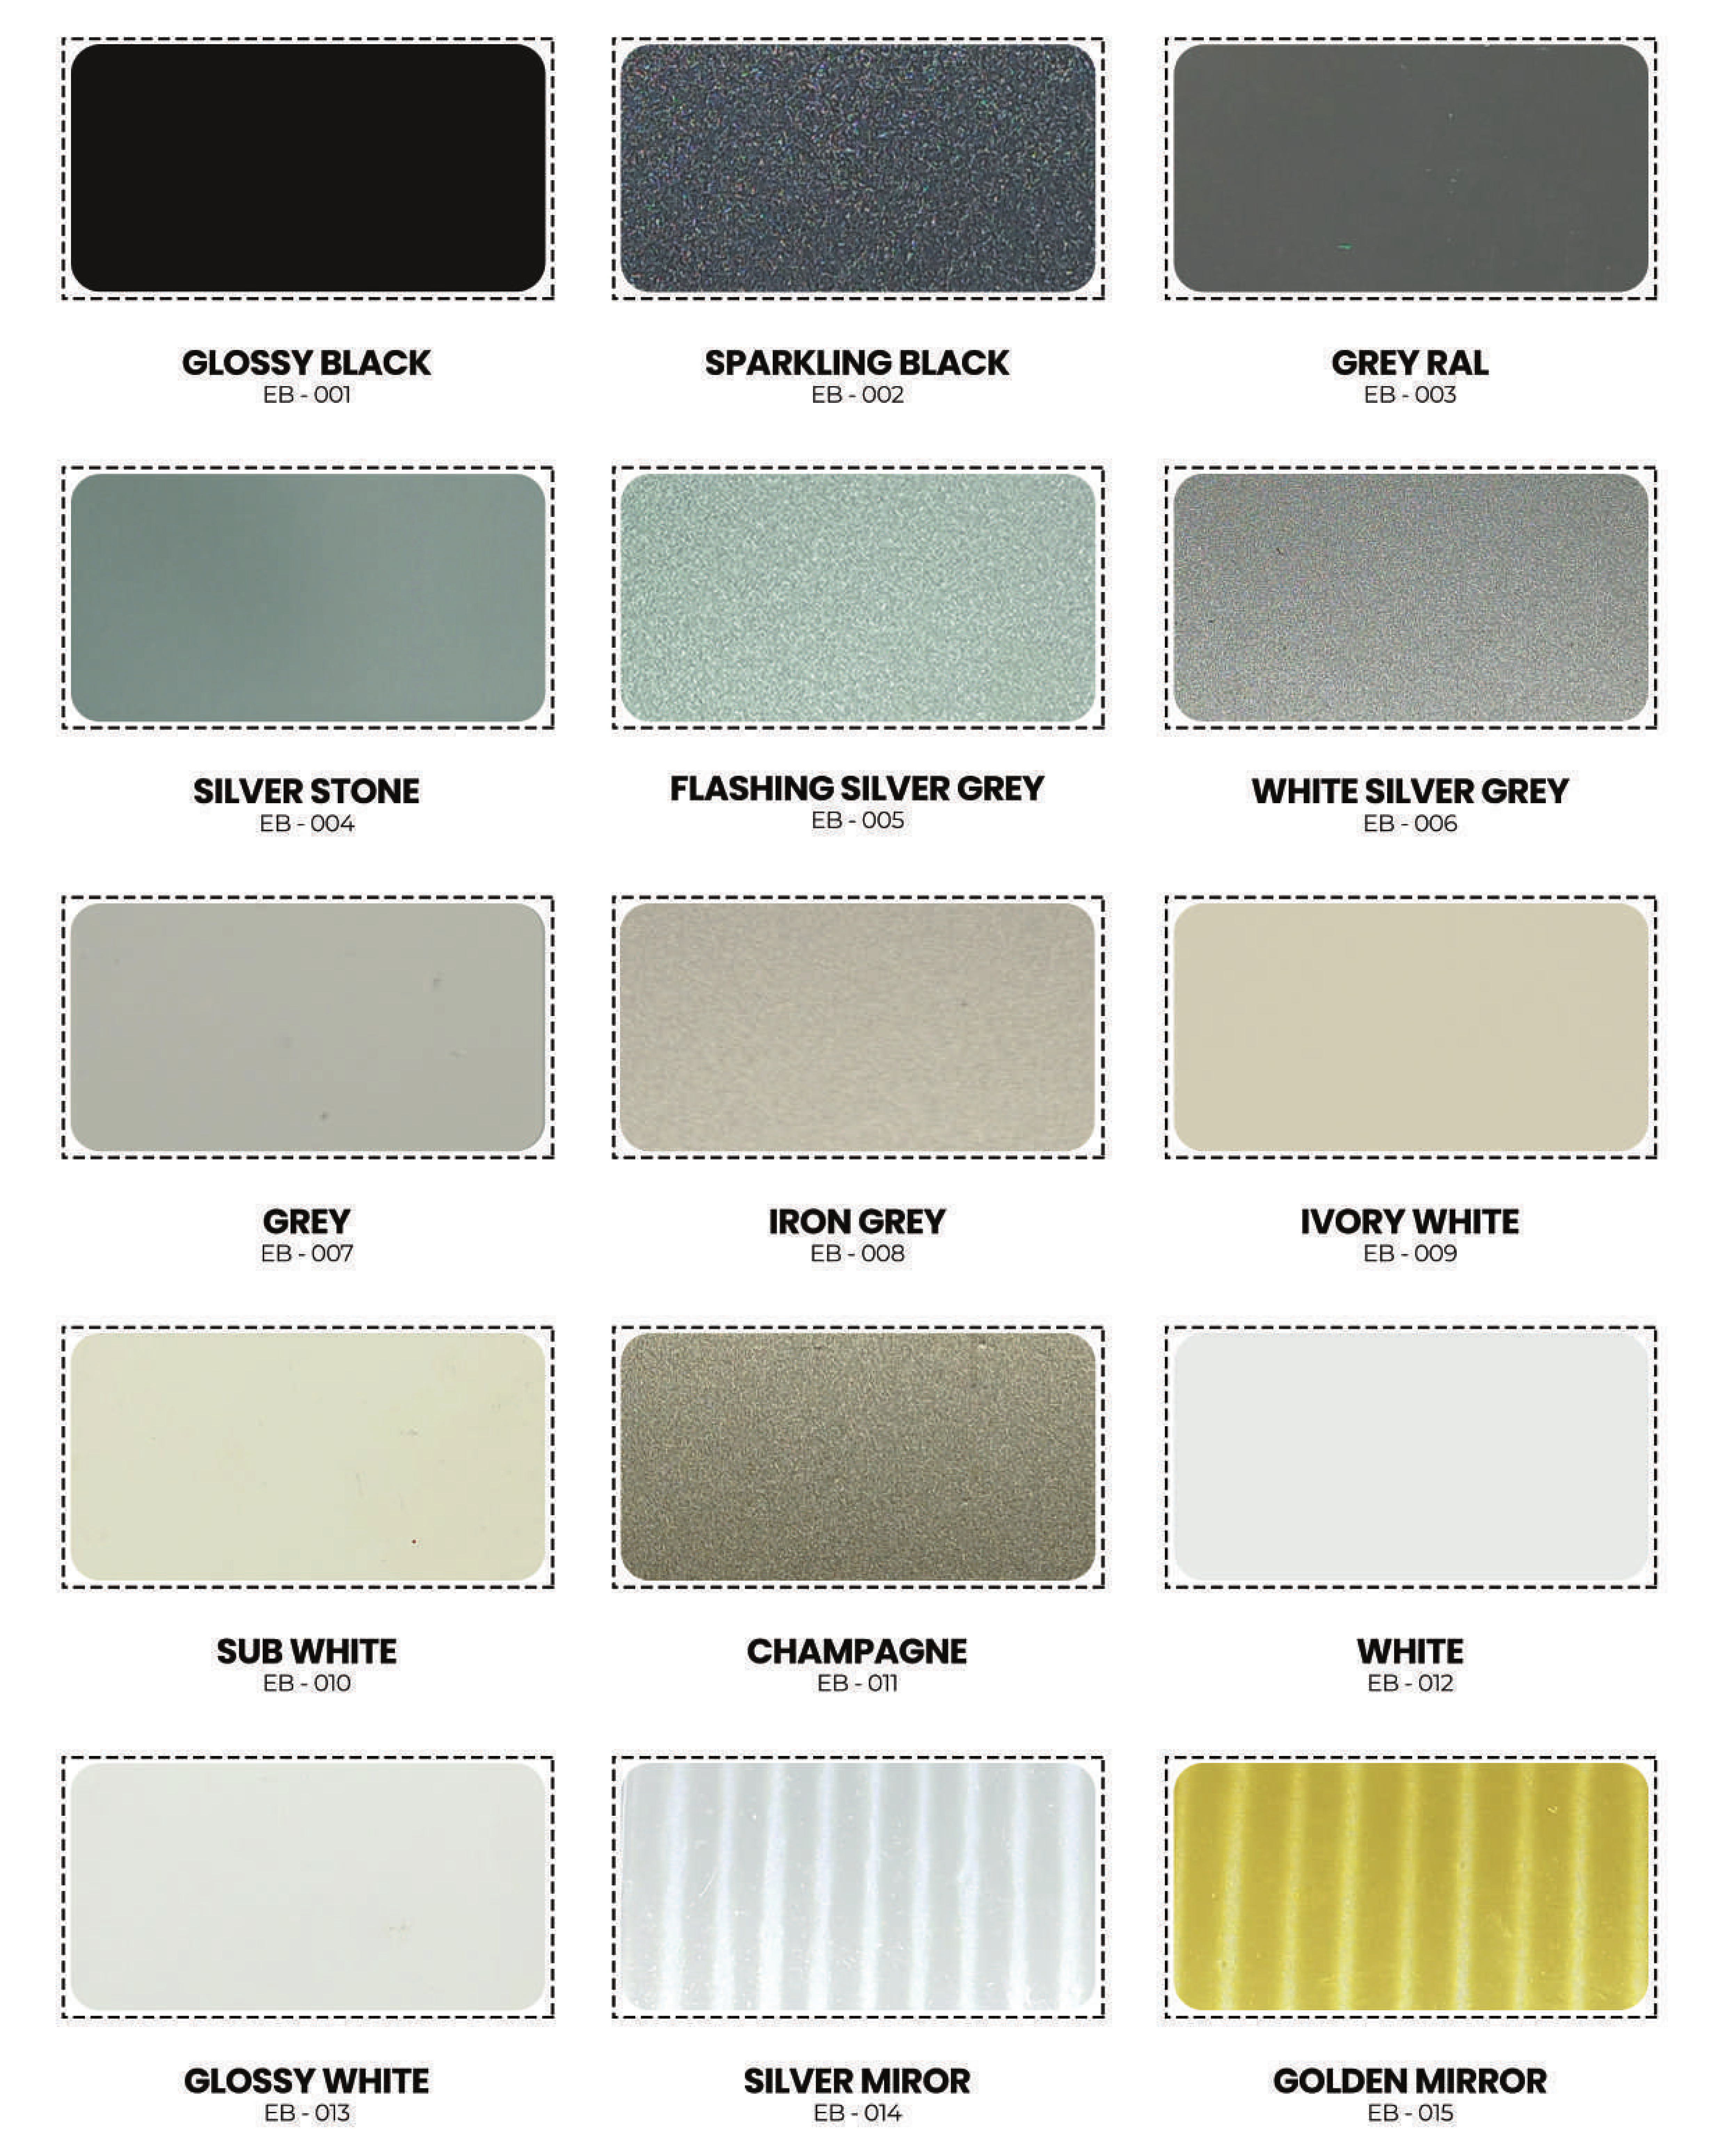 GLOSSY BLACK
EB - 001
SPARKLING BLACK
EB - 002
GREY RAL
EB - 003
SILVER STONE
EB - 004
FLASHING SILVER GREY
EB - 005
WHITE SILVER GREY
EB - 006
GREY
EB - 007
IRON GREY
EB - 008
IVORY WHITE
EB - 009
SUB WHITE
EB - 010
CHAMPAGNE
EB - 011
WHITE
EB - 012
GLOSSY WHITE
EB - 013
SILVER MIROR
EB - 014
GOLDEN MIRROR
EB - 015